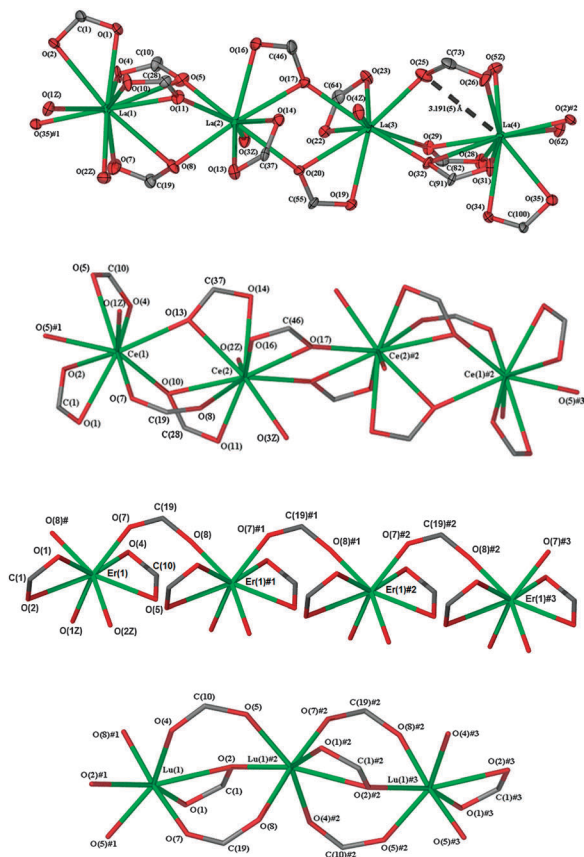 C(1) O(1)
O(2)
O(4) C(10)
C(28) O(5)
O(10)
O(1Z) O(11)
O(35)#1 La(1)
O(2Z) O(7) O(8)
C(19)
O(16) C(46)
O(17)
O(14)
La(2)
O(3Z)
O(13) C(37)
O(23)
C(64) O(4Z)
La(3)
O(22)
O(20)
C(55) O(19)
O(25) C(73) O(5Z)
O(26)
3.191(5) Å La(4)
O(2)#2
O(6Z)
O(29)
O(28)
O(32) C(82) O(31)
C(91)
O(34) C(100) O(35)
O(5) C(10)
O(1Z) O(4)
O(5)#1
Ce(1)
O(2)
C(1)
O(1)
C(37) O(14)
O(13)
O(2Z) C(46)
O(16) O(17)
Ce(2)
O(10)
O(7) O(8)
C(19)
C(28) O(11)
O(3Z)
Ce(2)#2
Ce(1)#2
O(5)#3
O(8)# O(7) C(19) O(8)
O(1) O(4)
C(1) Er(1) C(10)
O(2) O(5)
O(1Z) O(2Z)
O(7)#1 C(19)#1 O(8)#1
Er(1)#1
O(7)#2 C(19)#2 O(8)#2
Er(1)#2
O(7)#3
Er(1)#3
C(10)
O(4) O(5)
O(8)#1
O(2) Lu(1)#2
Lu(1)
O(2)#1 C(1)
O(1)
O(5)#1 O(7) C(19) O(8)
O(7)#2 C(19)#2
O(8)#2 O(4)#3
O(1)#2
C(1)#2
Lu(1)#3
O(2)#2
O(2)#3
C(1)#3
O(1)#3
O(4)#2
C(10)#2
O(5)#2 O(5)#3